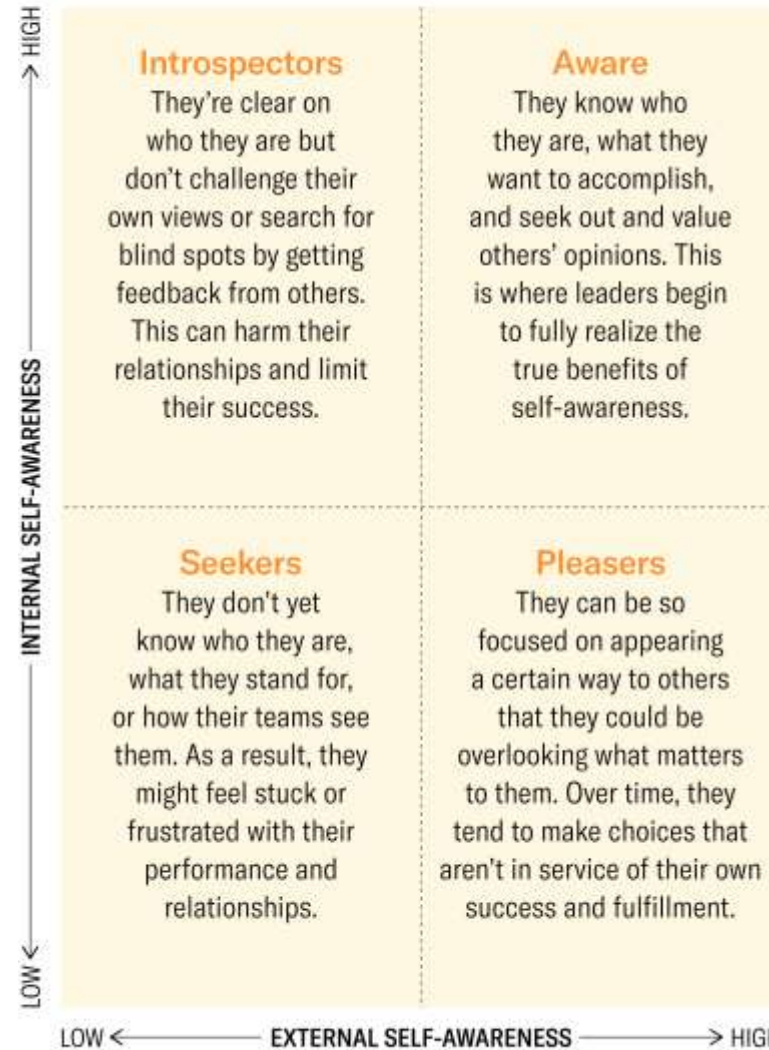 HIGH
INTERNAL SELF-AWARENESS
LOW
Introspectors
They're clear on
who they are but
don't challenge their
own views or search for
blind spots by getting
feedback from others.
This can harm their
relationships and limit
their success.
Aware
They know who
they are, what they
want to accomplish,
and seek out and value
others' opinions. This
is where leaders begin
to fully realize the
true benefits of
self-awareness.
Seekers
They don't yet
know who they are,
what they stand for,
or how their teams see
them. As a result, they
might feel stuck or
frustrated with their
performance and
relationships.
Pleasers
They can be so
focused on appearing
a certain way to others
that they could be
overlooking what matters
to them. Over time, they
tend to make choices that
aren't in service of their own
success and fulfillment.
LOW EXTERNAL SELF-AWARENESS HIGH